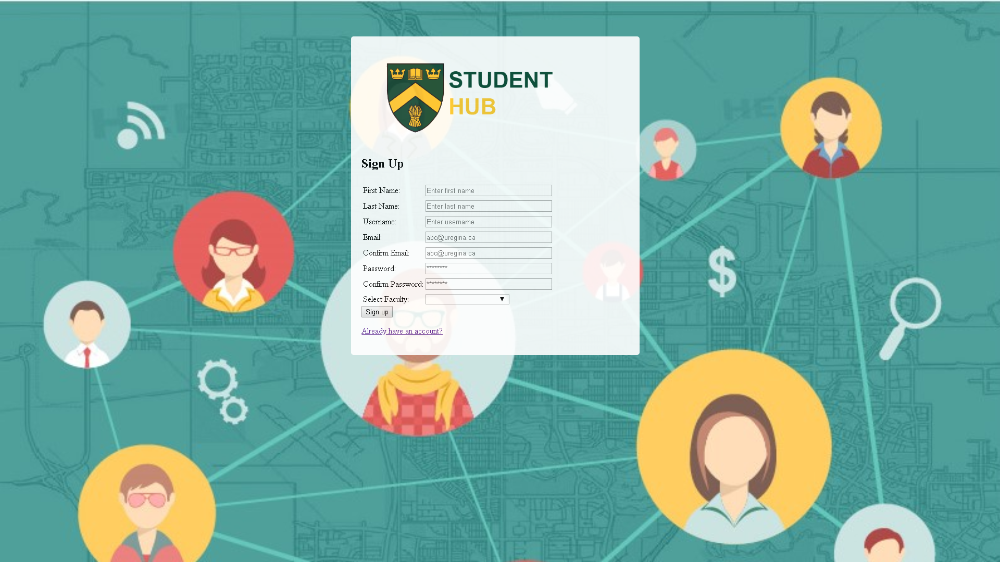 STUDENT
HUB
Sign Up
First Name: Enter first name
Last Name: Enter last name
Username: Enter username
Email: abc@uregina.ca
Confirm Email: abc@uregina.ca
Password: ********
Confirm Password: ********
Select Faculty:
Sign up
Already have an account?